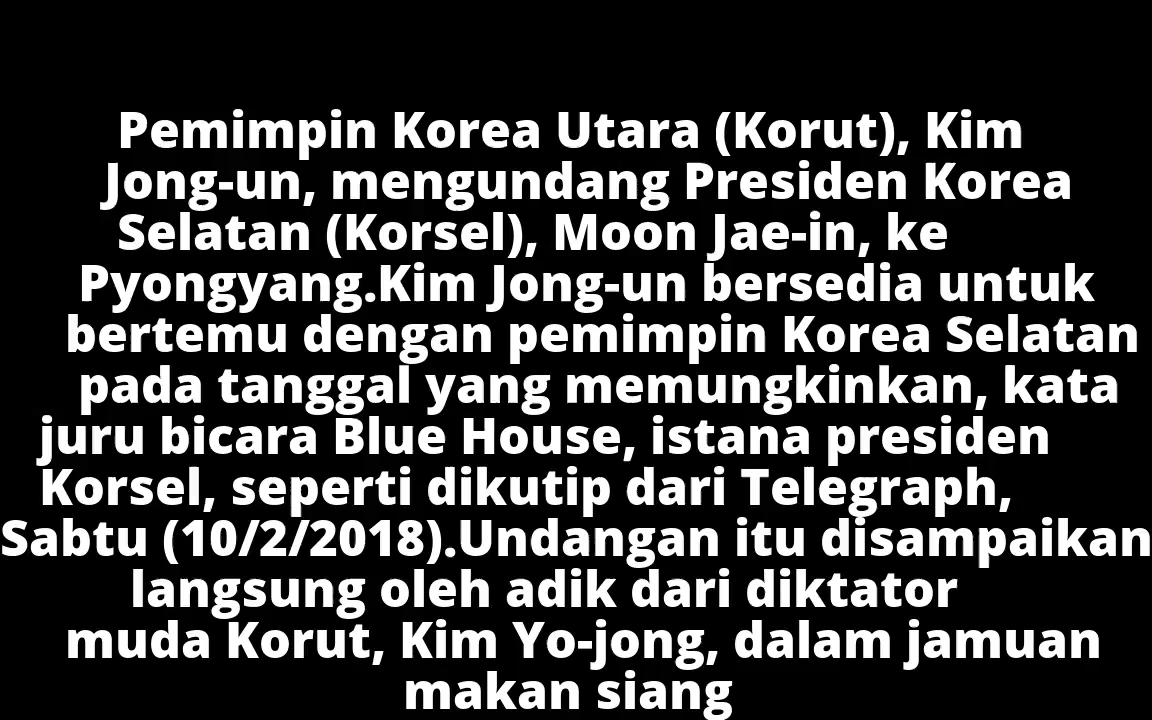 Pemimpin Korea Utara (Korut), Kim
Jong-un, mengundang Presiden Korea
Selatan (Korsel), Moon Jae-in, ke
Pyongyang.Kim Jong-un bersedia untuk
bertemu dengan pemimpin Korea Selatan
pada tanggal yang memungkinkan, kata
juru bicara Blue House, istana presiden
Korsel, seperti dikutip dari Telegraph,
Sabtu (10/2/2018).Undangan itu disampaikan
langsung oleh adik dari diktator
muda Korut, Kim Yo-jong, dalam jamuan
makan siang